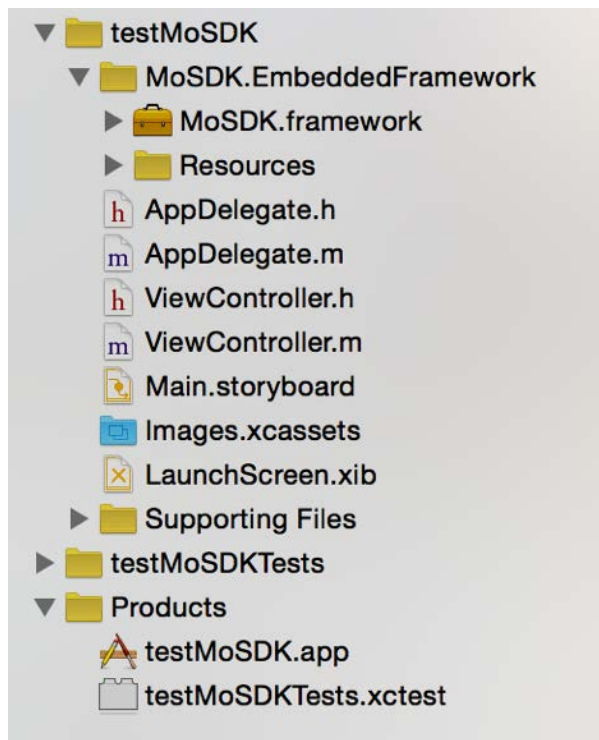 testMoSDK
MoSDK.EmbeddedFramework
MoSDK.framework
Resources
h AppDelegate.h
m AppDelegate.m
h ViewController.h
m ViewController.m
Main.storyboard
Images.xcassets
LaunchScreen.xib
Supporting Files
testMoSDKTests
Products
testMoSDK.app
testMoSDKTests.xctest